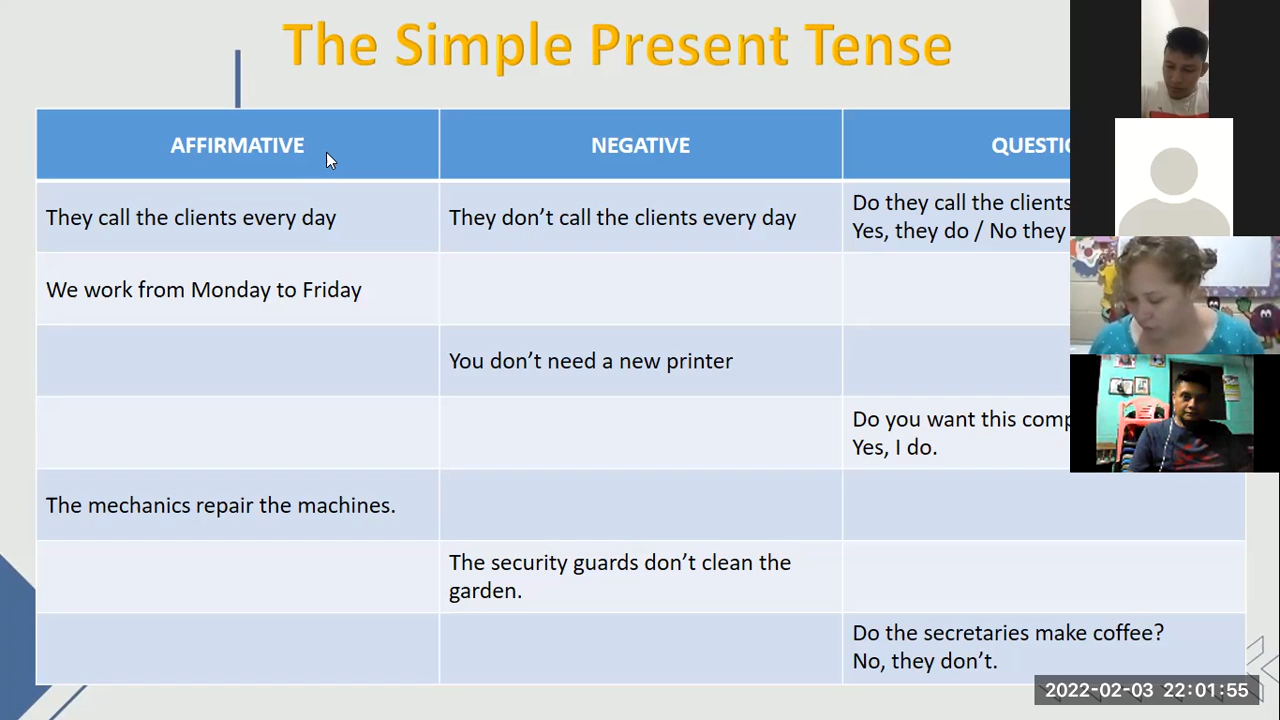 The Simple Present Tense
AFFIRMATIVE
NEGATIVE
They call the clients every day
They don't call the clients every day
Do they call the clients
Yes, they do / No they
We work from Monday to Friday
You don't need a new printer
Do you want this
Yes, I do.
The mechanics repair the machines.
The security guards don't clean the
garden.
Do the secretaries make coffee?
No, they don't.
2022-02-03 22:01:55